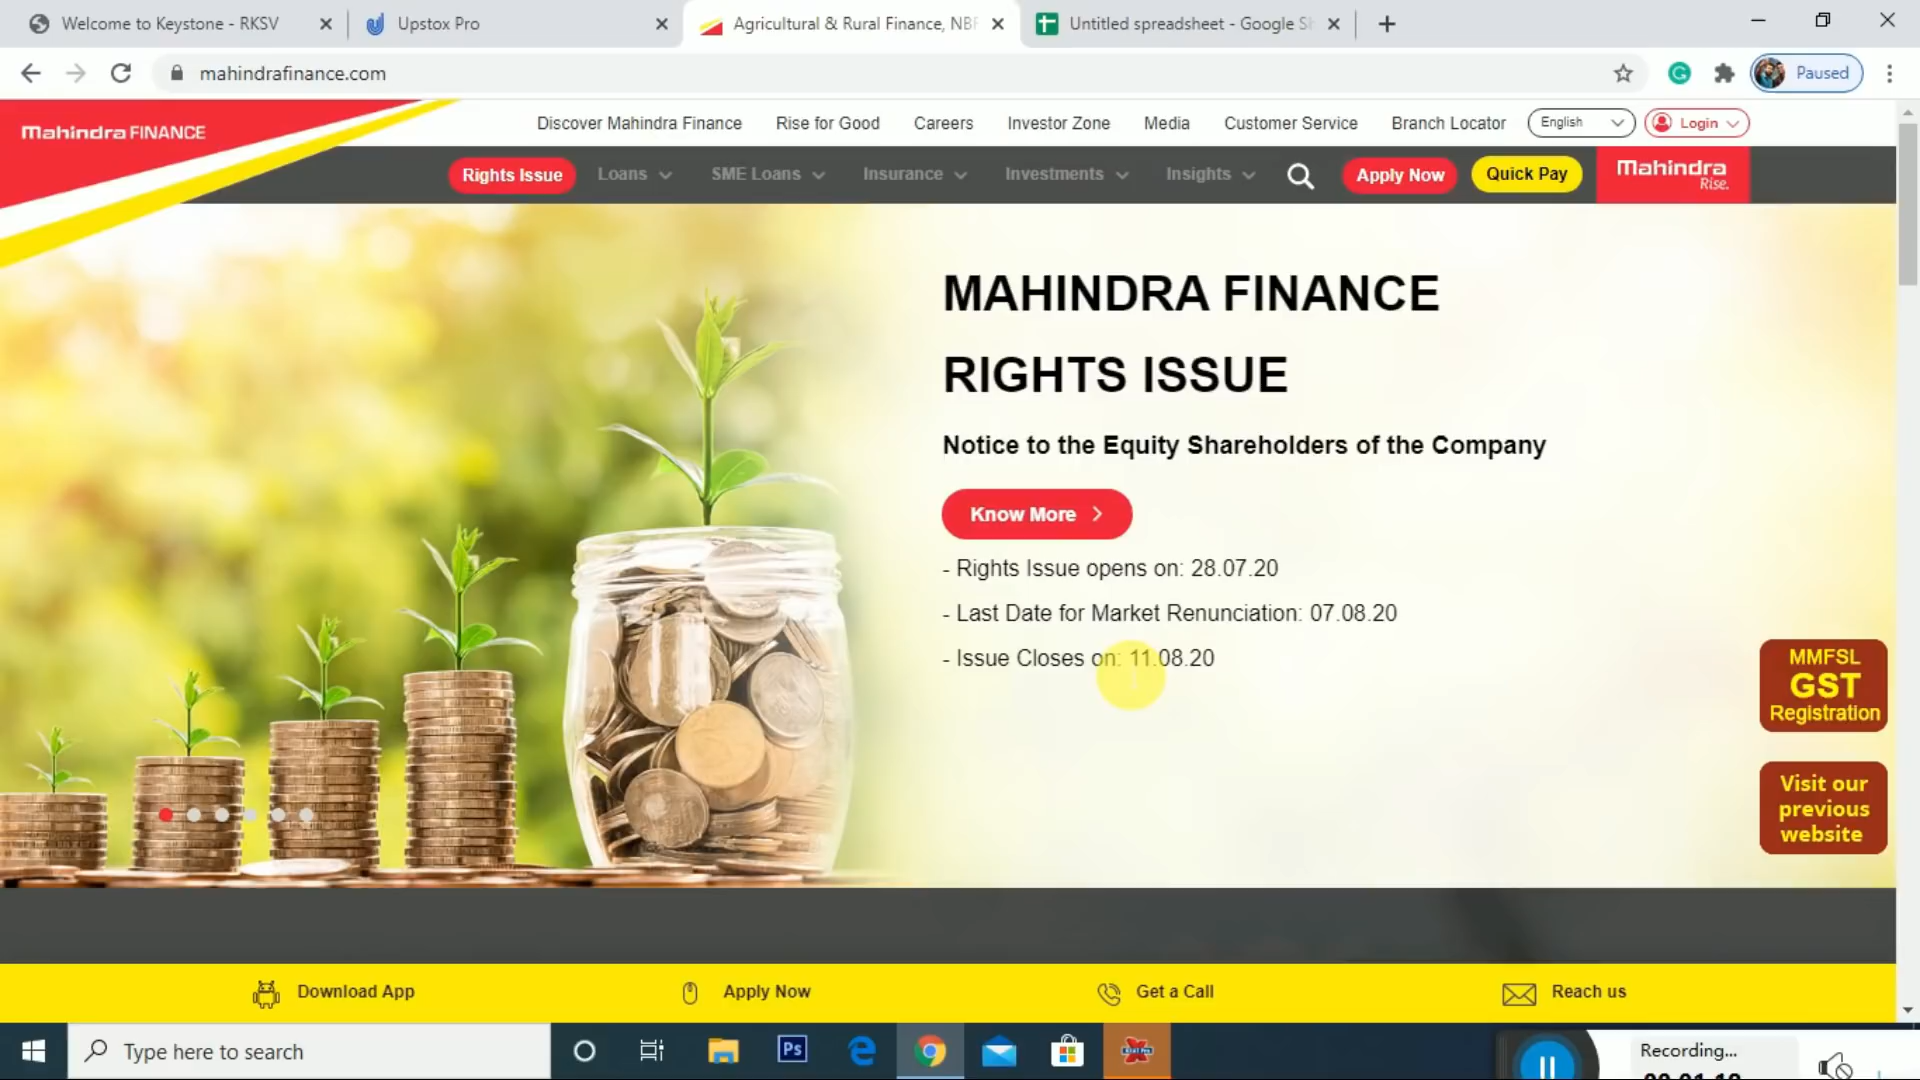 Welcome to Keystone - RKSV
Upstox Pro
Agricultural & Rural Finance, NBF
Untitled spreadsheet - Google Sh
mahindrafinance.com
Paused
Mahindra FINANCE
Discover Mahindra Finance
Rise for Good
Careers
Investor Zone
Media
Customer Service
Branch Locator
English
Login
Rights Issue
Loans
SME Loans
Insurance
Investments
Insights
Apply Now
Quick Pay
Mahindra
Rise.
MAHINDRA FINANCE
RIGHTS ISSUE
Notice to the Equity Shareholders of the Company
Know More
- Rights Issue opens on: 28.07.20
- Last Date for Market Renunciation: 07.08.20
- Issue Closes on: 11.08.20
MMFSL
GST
Registration
Visit our
previous
website
Download App
Apply Now
Get a Call
Reach us
Type here to search
Ps
Recording...